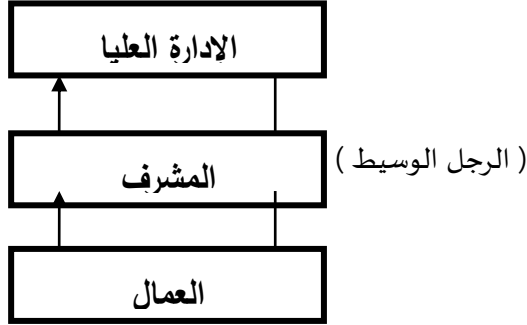 الإدارة العليا
المشرف
( الرجل الوسيط )
العمال